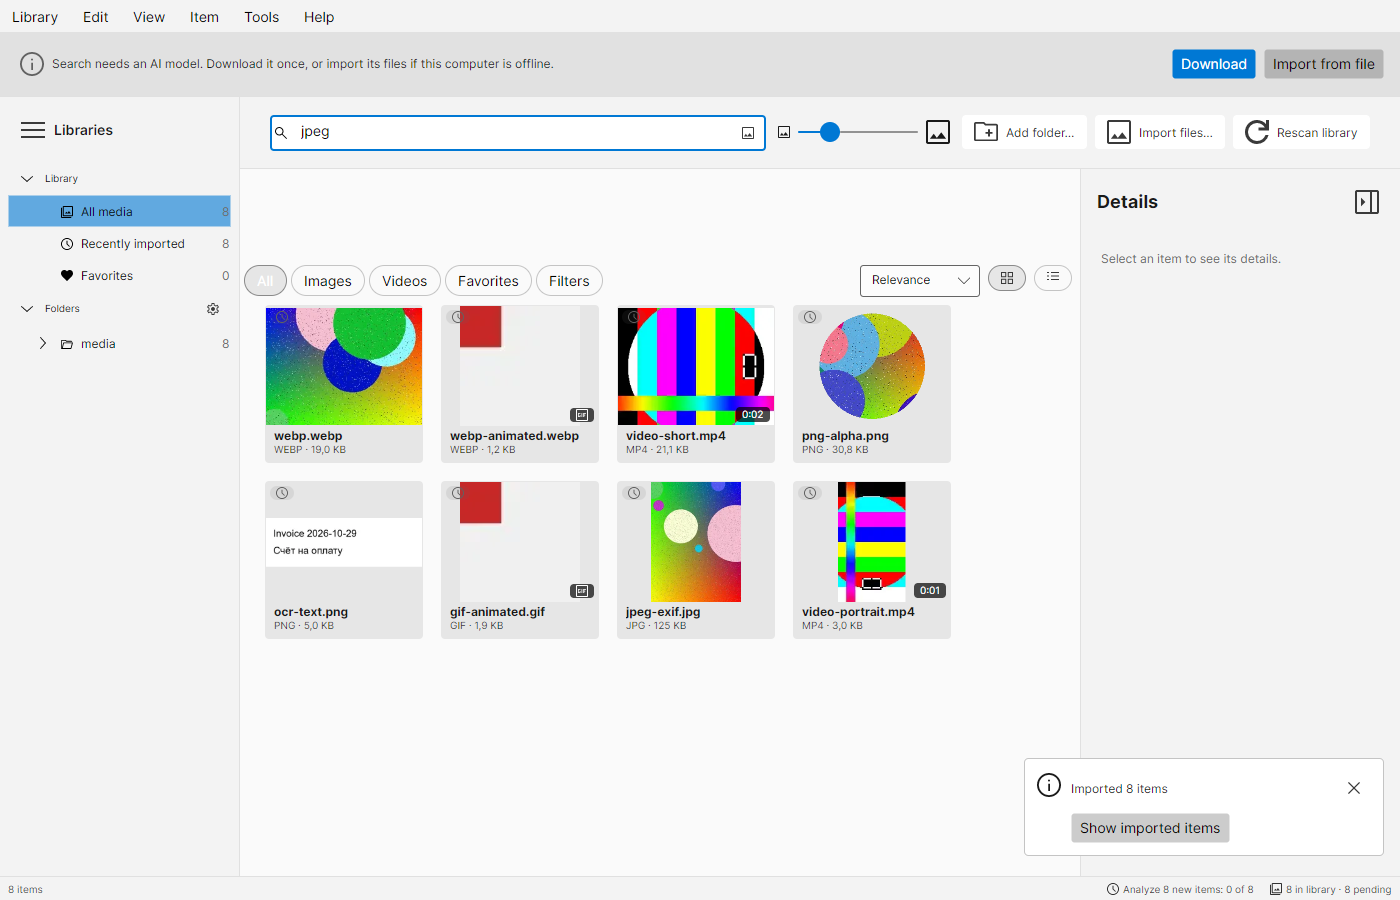 Library Edit View Item Tools Help
Search needs an AI model. Download it once, or import its files if this computer is offline.
Download Import from file
Libraries
jpeg
Add folder... Import files... Rescan library
Library
All media 8
Recently imported 8
Favorites 0
Folders
media 8
All Images Videos Favorites Filters
Relevance
Details
Select an item to see its details.
GIF
0:02
webp.webp
WEBP · 19,0 KB
webp-animated.webp
WEBP · 1,2 KB
video-short.mp4
MP4 · 21,1 KB
png-alpha.png
PNG · 30,8 KB
Invoice 2026-10-29
Счёт на оплату
GIF
0:01
ocr-text.png
PNG · 5,0 KB
gif-animated.gif
GIF · 1,9 KB
jpeg-exif.jpg
JPG · 125 KB
video-portrait.mp4
MP4 · 3,0 KB
Imported 8 items
Show imported items
8 items
Analyze 8 new items: 0 of 8
8 in library · 8 pending